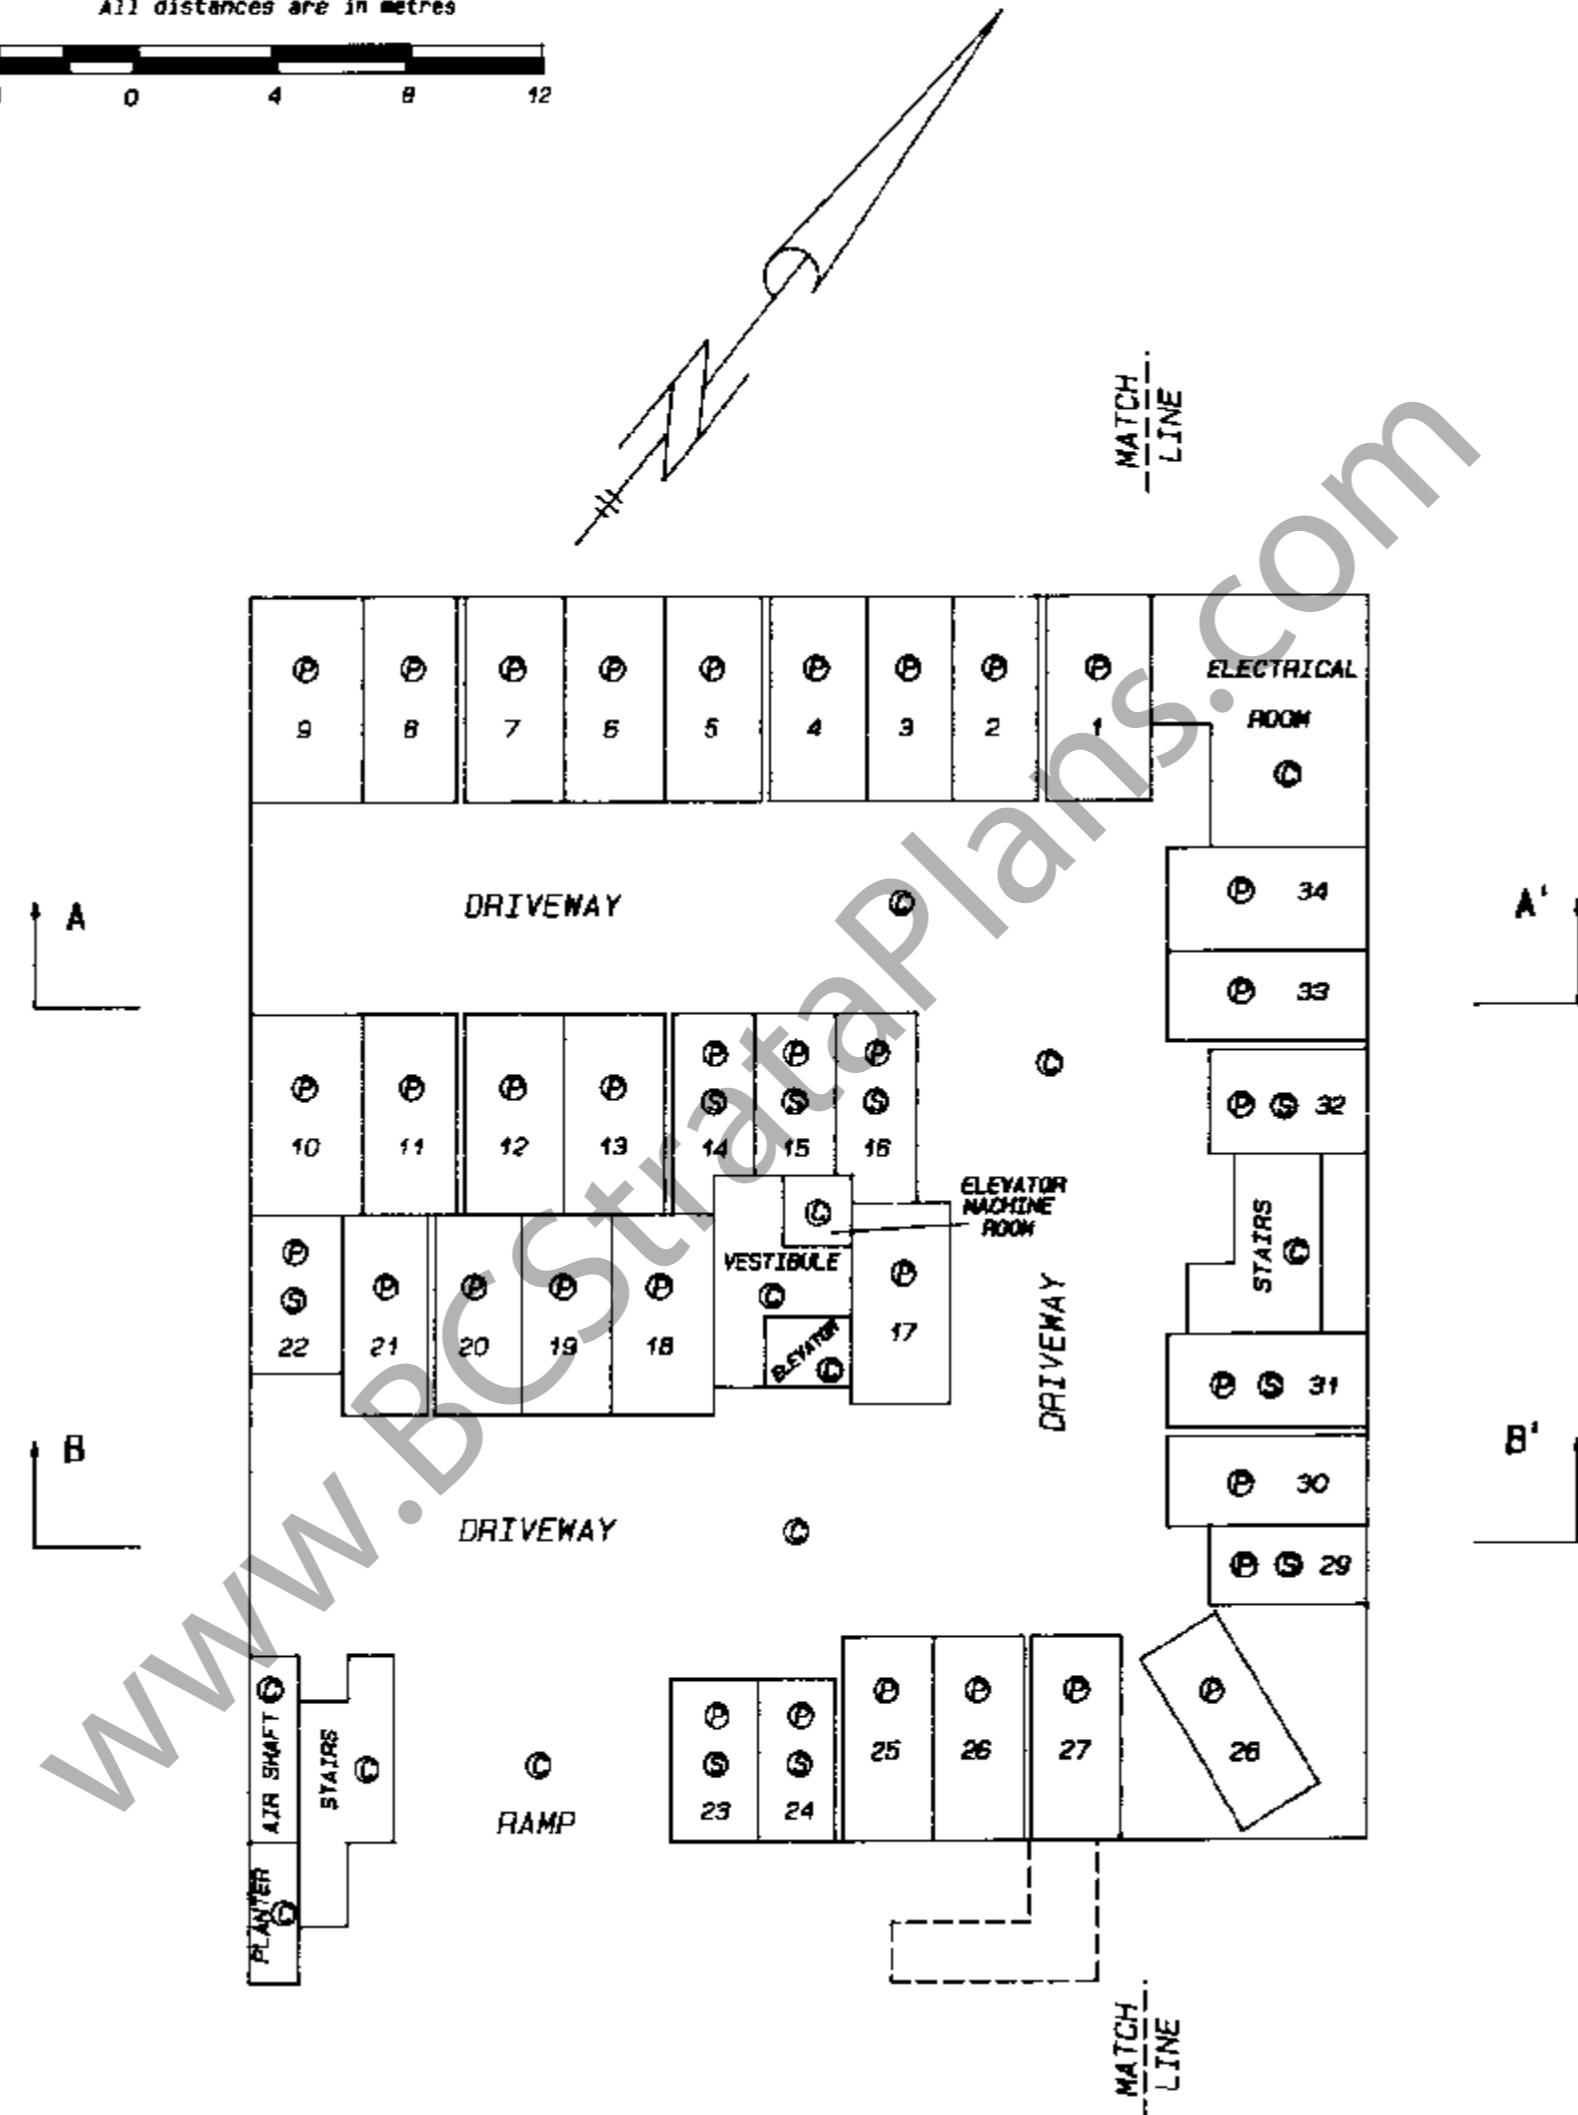 All distances are in metres
0 4 8 12
MATCH
LINE
Ⓟ Ⓟ Ⓟ Ⓟ Ⓟ Ⓟ Ⓟ Ⓟ Ⓟ
9 8 7 6 5 4 3 2 1
ELECTRICAL
ROOM
Ⓒ
Ⓟ 34
A DRIVEWAY Ⓒ A'
Ⓟ 33
Ⓒ
Ⓟ Ⓟ Ⓟ Ⓟ
10 11 12 13
Ⓟ Ⓟ Ⓟ
Ⓢ Ⓢ Ⓢ
14 15 16
Ⓟ Ⓢ 32
ELEVATOR
MACHINE
ROOM
Ⓒ
STAIRS
Ⓒ
VESTIBULE
Ⓒ
Ⓟ
Ⓢ
22
Ⓟ Ⓟ Ⓟ Ⓟ
21 20 19 18
ELEVATOR
Ⓒ
Ⓟ
17
DRIVEWAY
Ⓟ Ⓢ 31
B B'
Ⓟ 30
DRIVEWAY Ⓒ
Ⓟ Ⓢ 29
Ⓒ
AIR SHAFT
STAIRS
Ⓒ
Ⓒ
RAMP
Ⓟ Ⓟ
Ⓢ Ⓢ
23 24
Ⓟ Ⓟ Ⓟ Ⓟ
25 26 27 28
PLANTER
Ⓒ
MATCH
LINE
www.BCStrataPlans.com